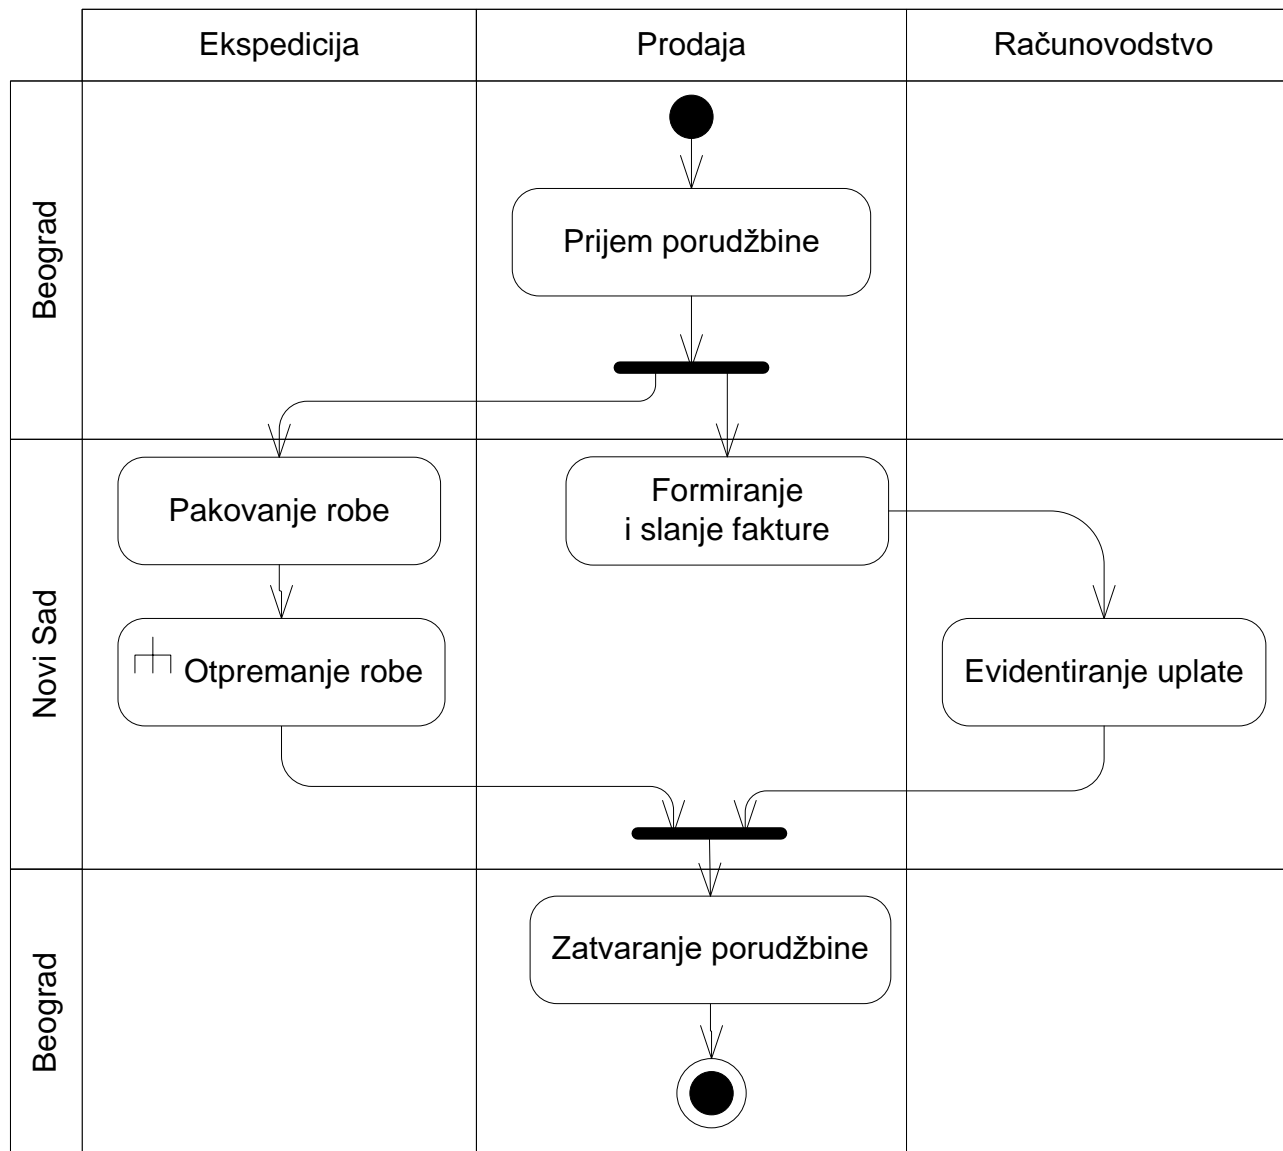 Ekspedicija
Prodaja
Računovodstvo
Beograd
Prijem porudžbine
Novi Sad
Pakovanje robe
Formiranje
i slanje fakture
Otpremanje robe
Evidentiranje uplate
Beograd
Zatvaranje porudžbine